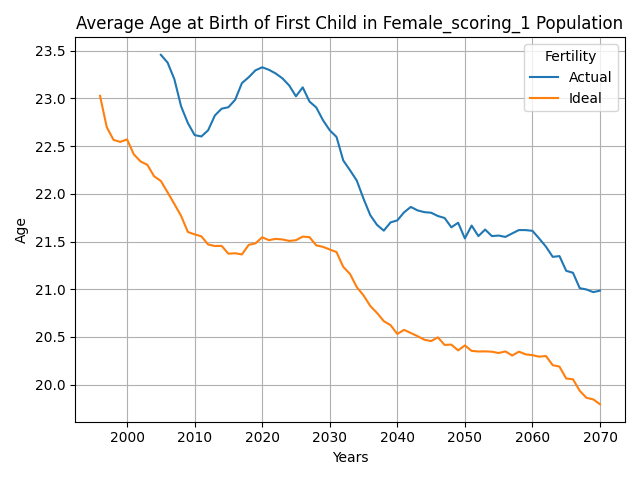 Average Age at Birth of First Child in Female_scoring_1 Population
Fertility
Actual
Ideal
23.5
23.0
22.5
22.0
21.5
21.0
20.5
20.0
Age
2000 2010 2020 2030 2040 2050 2060 2070
Years